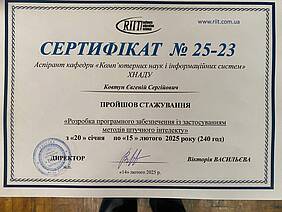 RIIT
www.riit.com.ua
СЕРТИФІКАТ № 25-23
Аспірант кафедри «Комп'ютерних наук і інформаційних систем»
ХНАДУ
Ковтун Євгеній Сергійович
ПРОЙШОВ СТАЖУВАННЯ
«Розробка програмного забезпечення із застосуванням
методів штучного інтелекту»
з «20» січня по «15» лютого 2025 року (240 год)
ДИРЕКТОР
Вікторія ВАСИЛЬЄВА
«14» лютого 2025 р.